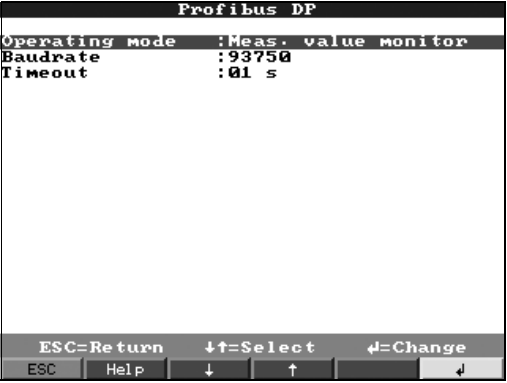 Profibus DP
Operating mode :Meas. value monitor
Baudrate :93750
Timeout :01 s
ESC=Return ↓↑=Select ↲=Change
ESC Help ↓ ↑ ↲